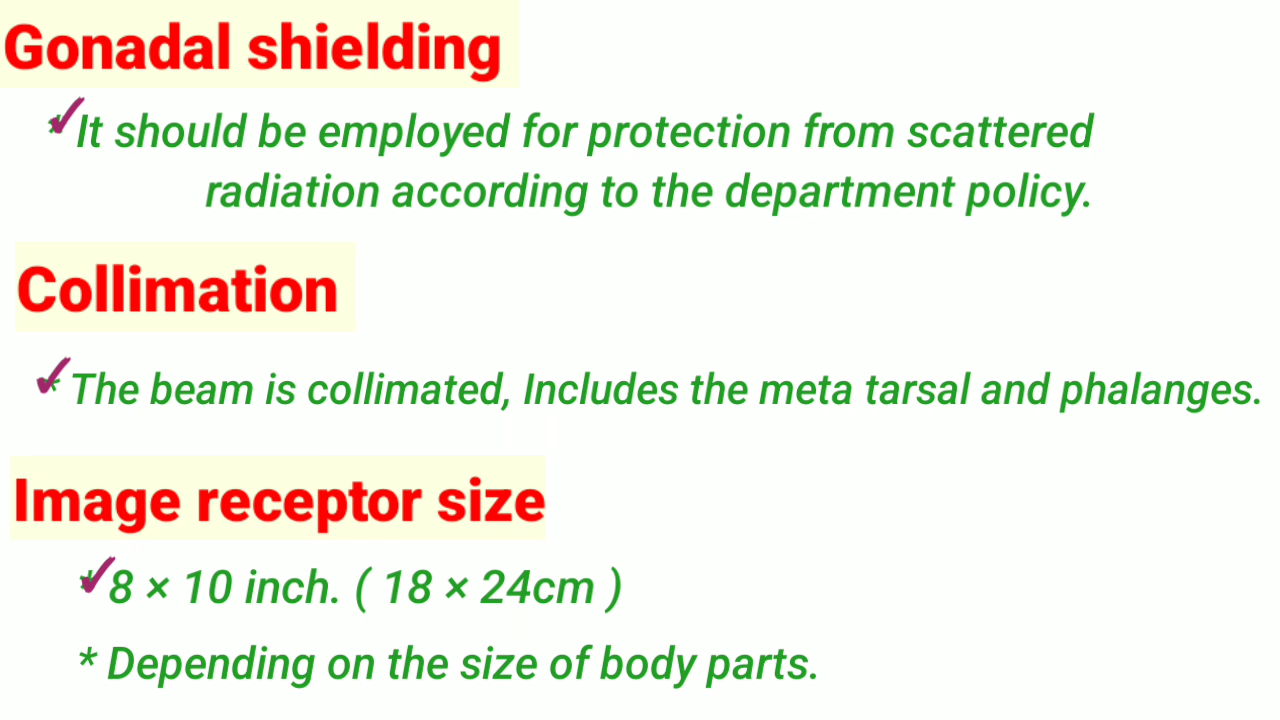 Gonadal shielding
* It should be employed for protection from scattered
radiation according to the department policy.
Collimation
* The beam is collimated, Includes the meta tarsal and phalanges.
Image receptor size
* 8 × 10 inch. ( 18 × 24cm )
* Depending on the size of body parts.